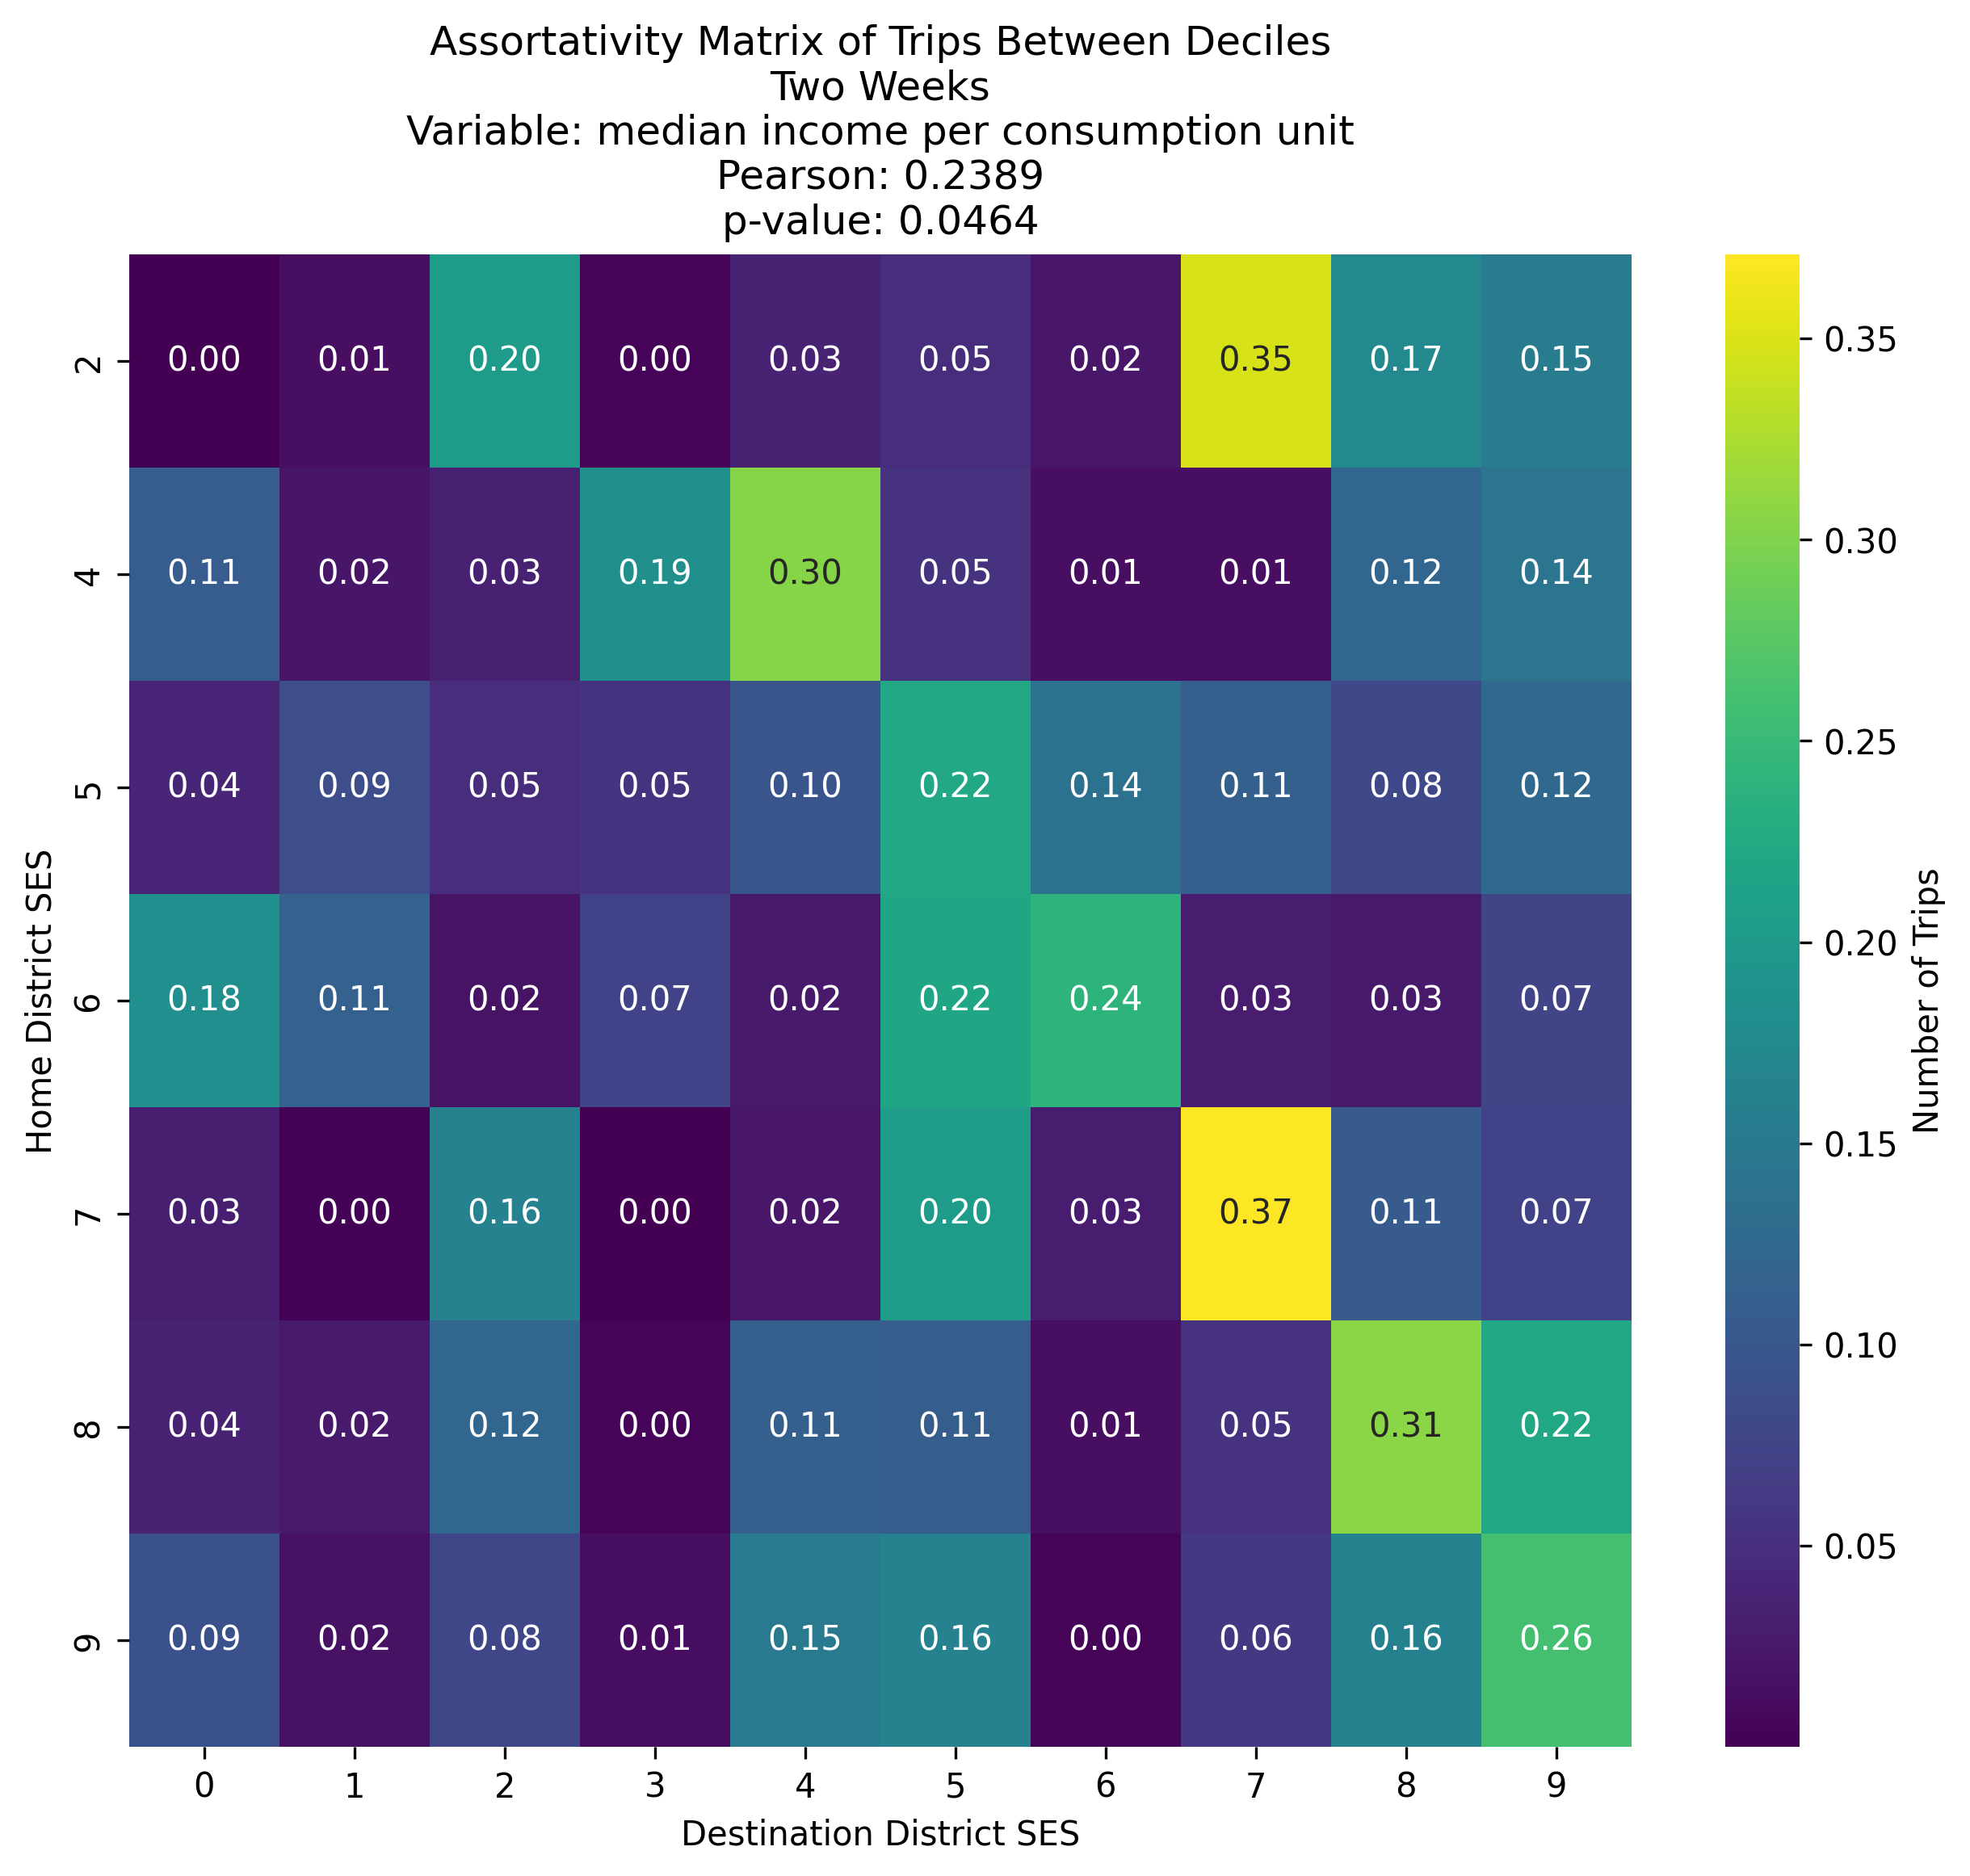 Assortativity Matrix of Trips Between Deciles
Two Weeks
Variable: median income per consumption unit
Pearson: 0.2389
p-value: 0.0464
2 0.00 0.01 0.20 0.00 0.03 0.05 0.02 0.35 0.17 0.15
4 0.11 0.02 0.03 0.19 0.30 0.05 0.01 0.01 0.12 0.14
5 0.04 0.09 0.05 0.05 0.10 0.22 0.14 0.11 0.08 0.12
6 0.18 0.11 0.02 0.07 0.02 0.22 0.24 0.03 0.03 0.07
7 0.03 0.00 0.16 0.00 0.02 0.20 0.03 0.37 0.11 0.07
8 0.04 0.02 0.12 0.00 0.11 0.11 0.01 0.05 0.31 0.22
9 0.09 0.02 0.08 0.01 0.15 0.16 0.00 0.06 0.16 0.26
0 1 2 3 4 5 6 7 8 9
Destination District SES
Home District SES
0.35
0.30
0.25
0.20
0.15
0.10
0.05
Number of Trips